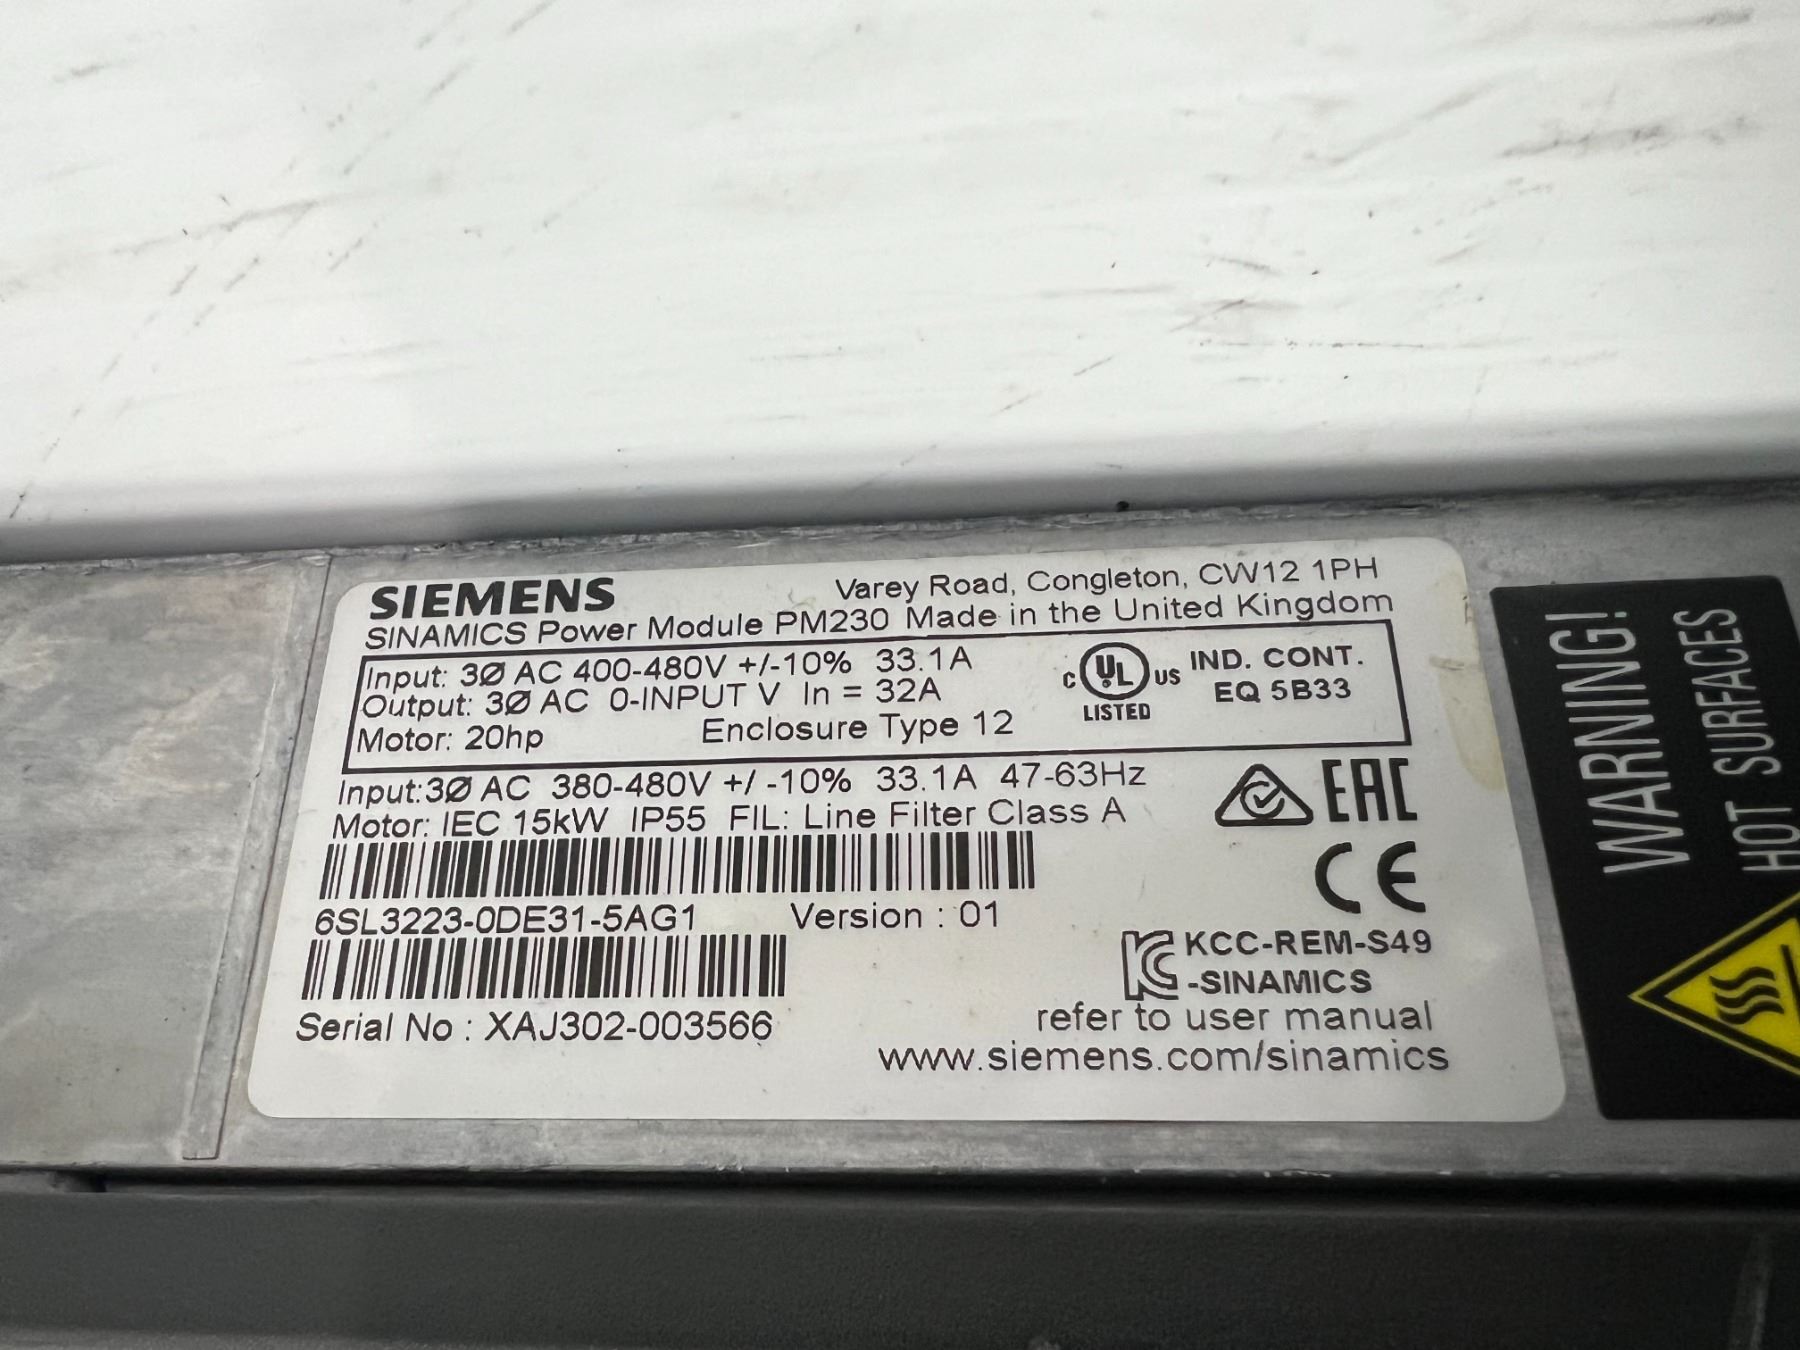 SIEMENS
Varey Road, Congleton, CW12 1PH
SINAMICS Power Module PM230 Made in the United Kingdom
Input: 3Ø AC 400-480V +/-10% 33.1A
Output: 3Ø AC 0-INPUT V In = 32A
Motor: 20hp Enclosure Type 12
C UL US
LISTED
IND. CONT.
EQ 5B33
Input:3Ø AC 380-480V +/-10% 33.1A 47-63Hz
Motor: IEC 15kW IP55 FIL: Line Filter Class A
EAC
CE
6SL3223-0DE31-5AG1 Version : 01
KCC-REM-S49
-SINAMICS
Serial No : XAJ302-003566
refer to user manual
www.siemens.com/sinamics
WARNING!
HOT SURFACES